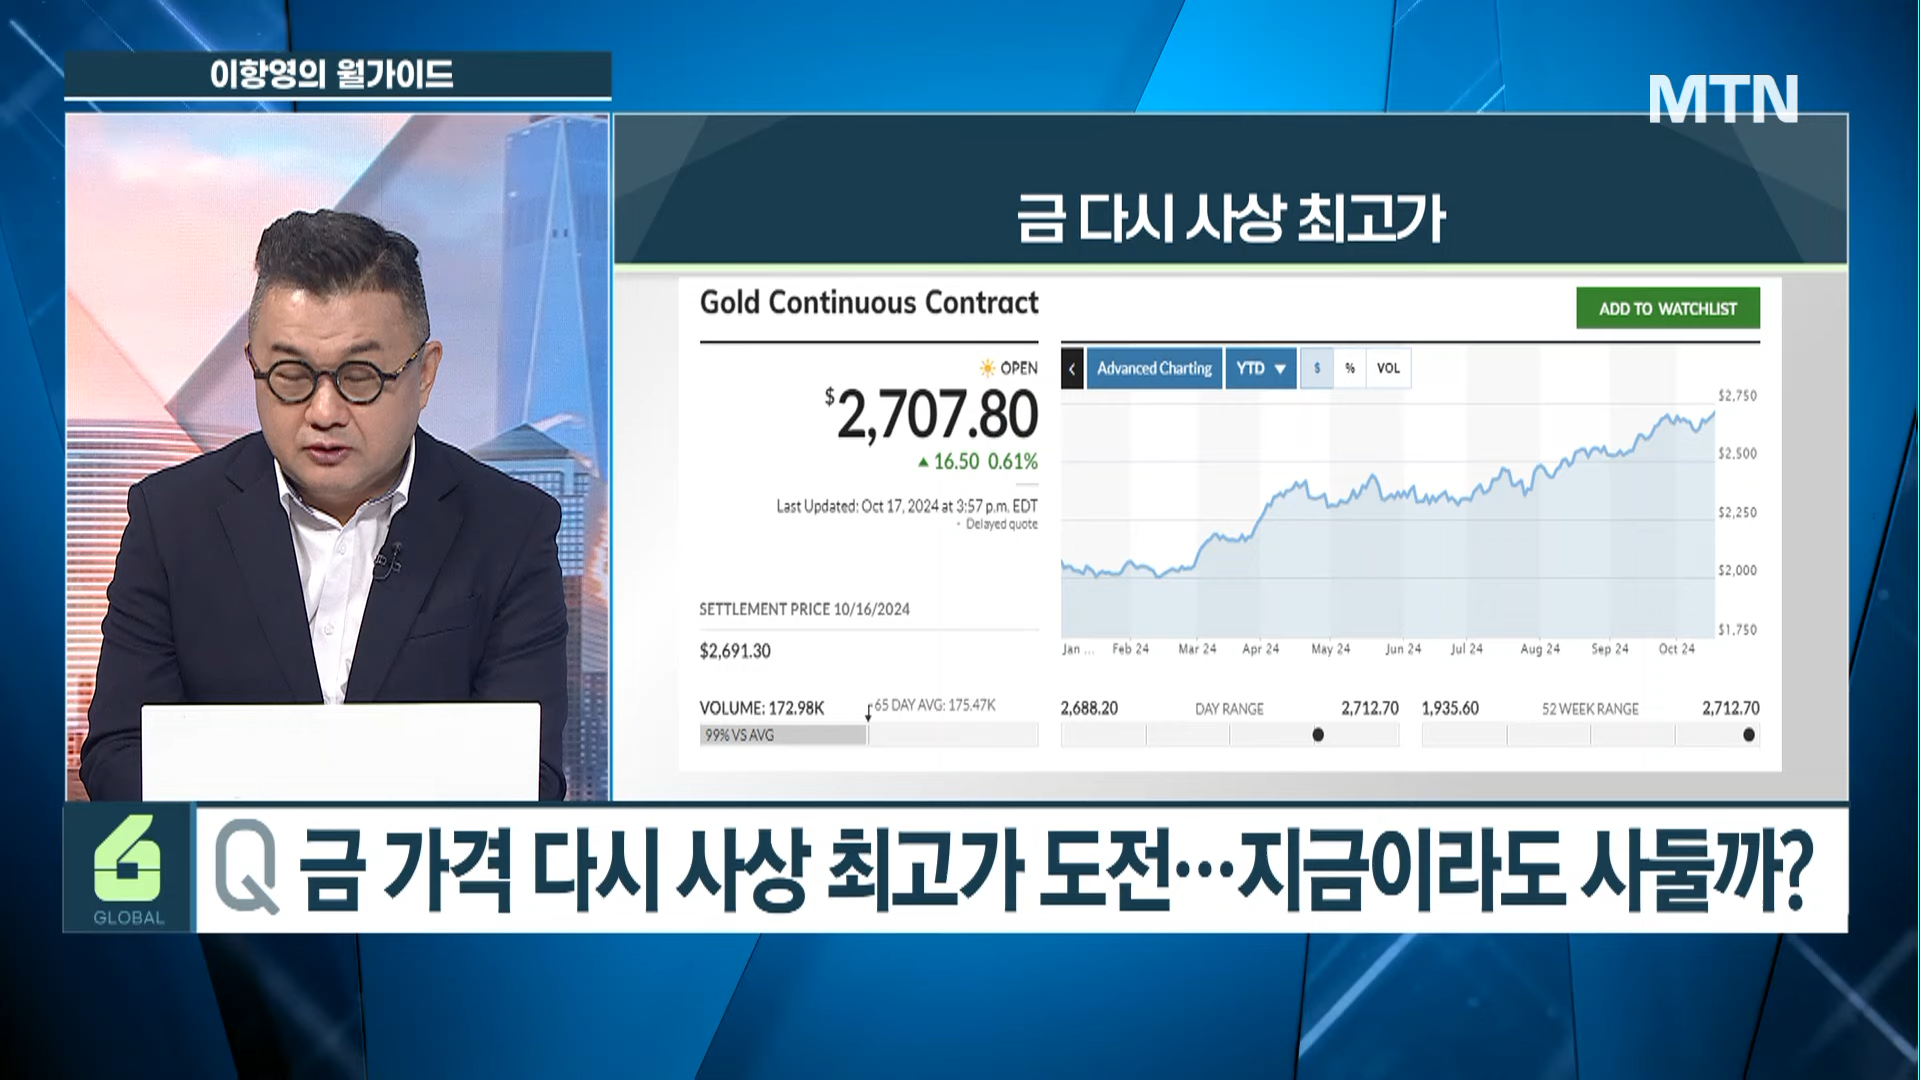 이항영의 월가이드
MTN
금 다시 사상 최고가
Gold Continuous Contract
ADD TO WATCHLIST
OPEN
$2,707.80
▲ 16.50 0.61%
Last Updated: Oct 17, 2024 at 3:57 p.m. EDT
• Delayed quote
SETTLEMENT PRICE 10/16/2024
$2,691.30
VOLUME: 172.98K
65 DAY AVG: 175.47K
99% VS AVG
‹ Advanced Charting YTD ▼ $ % VOL
$2,750
$2,500
$2,250
$2,000
$1,750
Jan ... Feb 24 Mar 24 Apr 24 May 24 Jun 24 Jul 24 Aug 24 Sep 24 Oct 24
2,688.20 DAY RANGE 2,712.70
1,935.60 52 WEEK RANGE 2,712.70
6
GLOBAL
Q 금 가격 다시 사상 최고가 도전…지금이라도 사둘까?